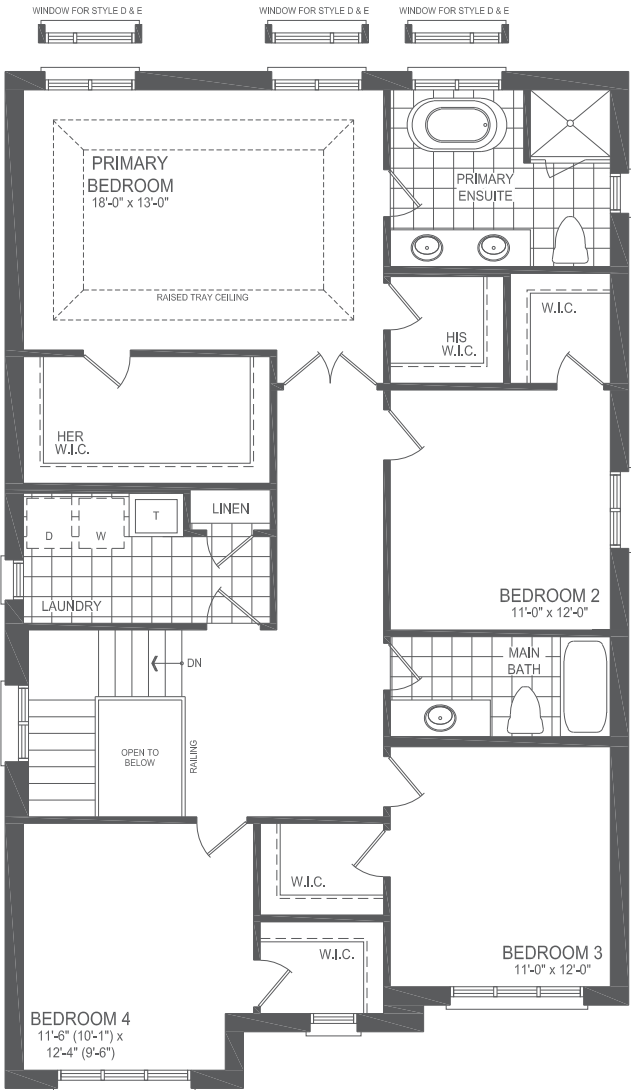 WINDOW FOR STYLE D & E
WINDOW FOR STYLE D & E
WINDOW FOR STYLE D & E
PRIMARY
BEDROOM
18'-0" x 13'-0"
RAISED TRAY CEILING
PRIMARY
ENSUITE
HIS
W.I.C.
W.I.C.
HER
W.I.C.
D
W
T
LINEN
LAUNDRY
BEDROOM 2
11'-0" x 12'-0"
DN
MAIN
BATH
OPEN TO
BELOW
RAILING
W.I.C.
W.I.C.
BEDROOM 3
11'-0" x 12'-0"
BEDROOM 4
11'-6" (10'-1") x
12'-4" (9'-6")